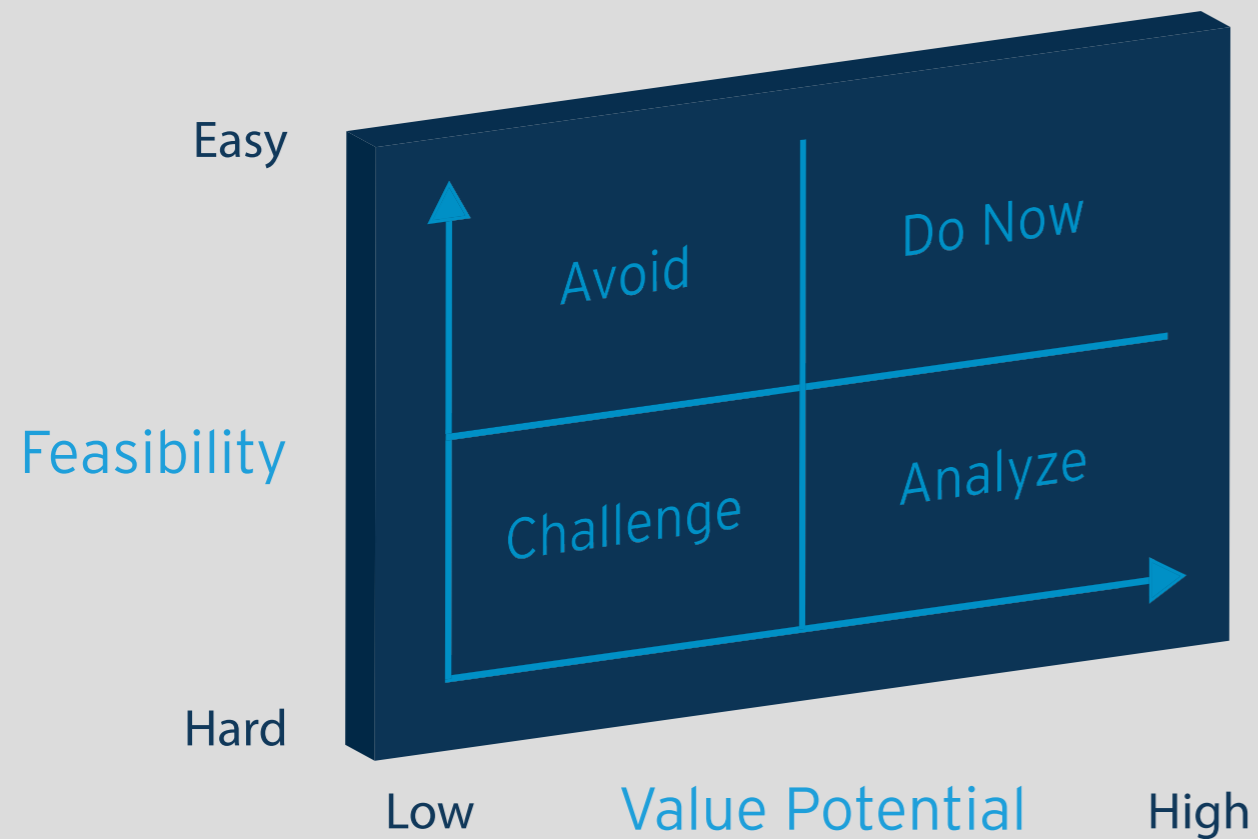 Easy
Avoid
Do Now
Feasibility
Challenge
Analyze
Hard
Low
Value Potential
High